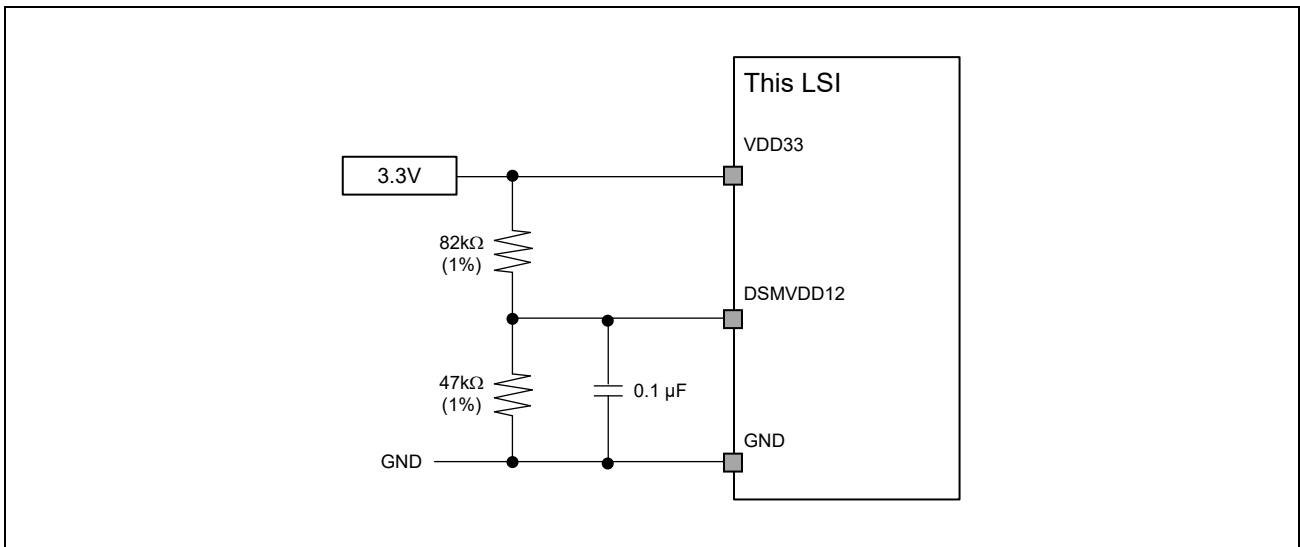 This LSI
VDD33
3.3V
82kΩ
(1%)
DSMVDD12
47kΩ
(1%)
0.1 µF
GND
GND